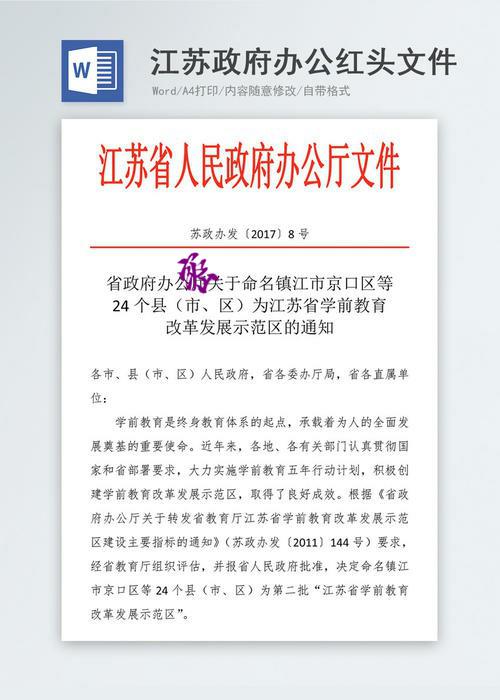 W
江苏政府办公红头文件
Word/A4打印/内容随意修改/自带格式
江苏省人民政府办公厅文件
苏政办发〔2017〕8 号
省政府办公厅关于命名镇江市京口区等
24 个县（市、区）为江苏省学前教育
改革发展示范区的通知
各市、县（市、区）人民政府，省各委办厅局，省各直属单
位：
学前教育是终身教育体系的起点，承载着为人的全面发
展奠基的重要使命。近年来，各地、各有关部门认真贯彻国
家和省部署要求，大力实施学前教育五年行动计划，积极创
建学前教育改革发展示范区，取得了良好成效。根据《省政
府办公厅关于转发省教育厅江苏省学前教育改革发展示范
区建设主要指标的通知》（苏政办发〔2011〕144 号）要求，
经省教育厅组织评估，并报省人民政府批准，决定命名镇江
市京口区等 24 个县（市、区）为第二批“江苏省学前教育
改革发展示范区”。